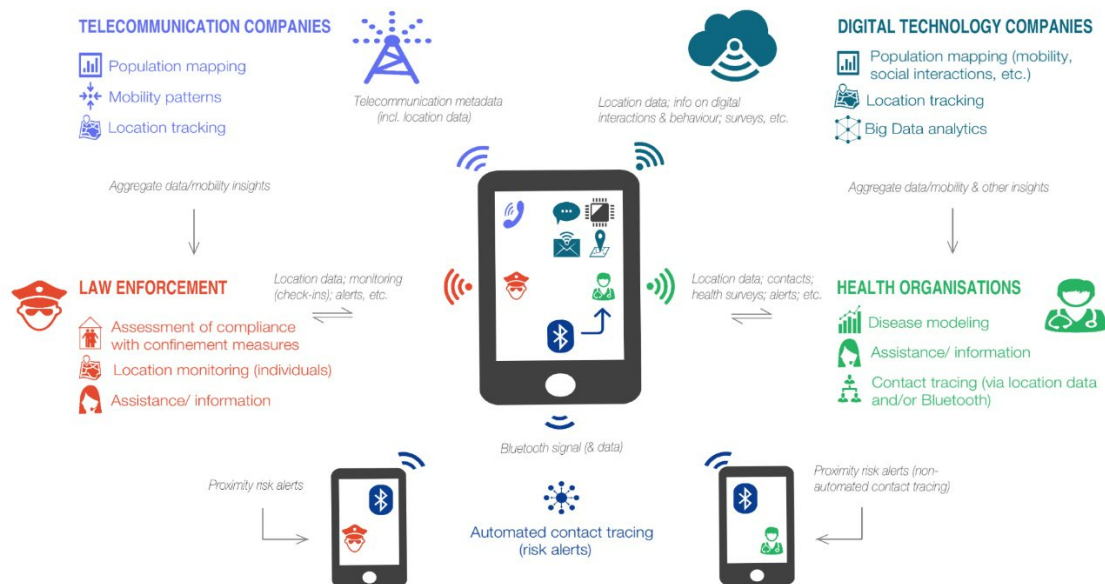 TELECOMMUNICATION COMPANIES
Population mapping
Mobility patterns
Location tracking
Telecommunication metadata
(incl. location data)
Location data; info on digital
interactions & behaviour; surveys, etc.
DIGITAL TECHNOLOGY COMPANIES
Population mapping (mobility,
social interactions, etc.)
Location tracking
Big Data analytics
Aggregate data/mobility insights
Aggregate data/mobility & other insights
LAW ENFORCEMENT
Assessment of compliance
with confinement measures
Location monitoring (individuals)
Assistance/ information
Location data; monitoring
(check-ins); alerts, etc.
Location data; contacts;
health surveys; alerts; etc.
HEALTH ORGANISATIONS
Disease modeling
Assistance/ information
Contact tracing (via location data
and/or Bluetooth)
Bluetooth signal (& data)
Proximity risk alerts
Automated contact tracing
(risk alerts)
Proximity risk alerts (non-
automated contact tracing)